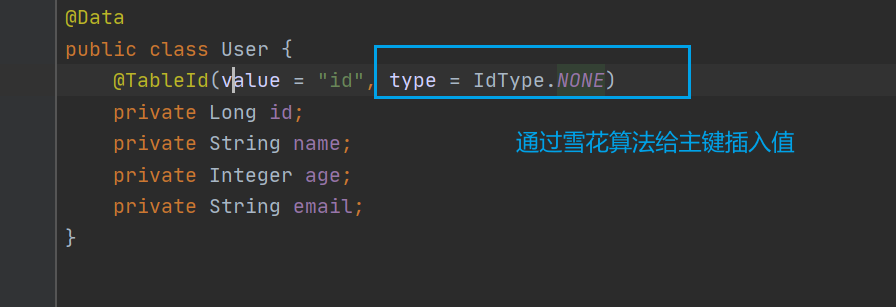 @Data
public class User {
@TableId(value = "id", type = IdType.NONE)
private Long id;
private String name;
通过雪花算法给主键插入值
private Integer age;
private String email;
}